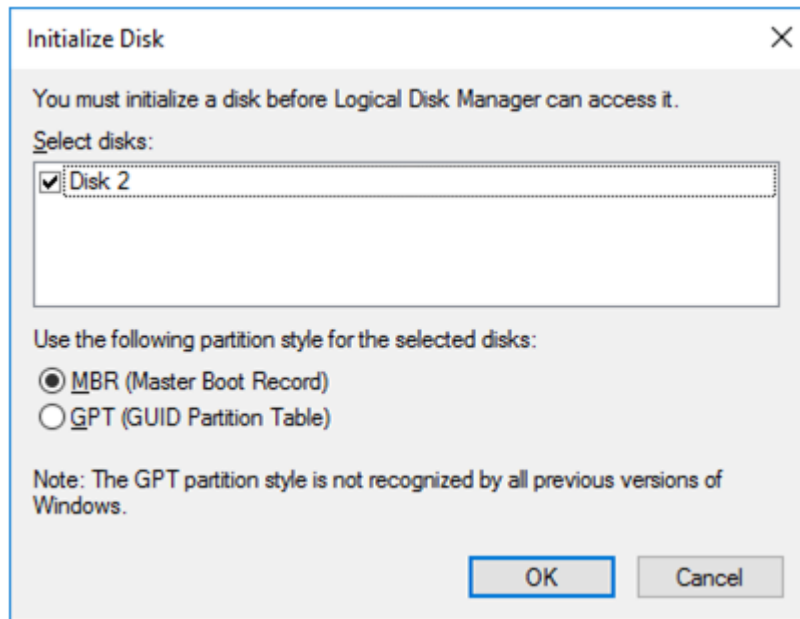 Initialize Disk
You must initialize a disk before Logical Disk Manager can access it.
Select disks:
Disk 2
Use the following partition style for the selected disks:
MBR (Master Boot Record)
GPT (GUID Partition Table)
Note: The GPT partition style is not recognized by all previous versions of
Windows.
OK Cancel